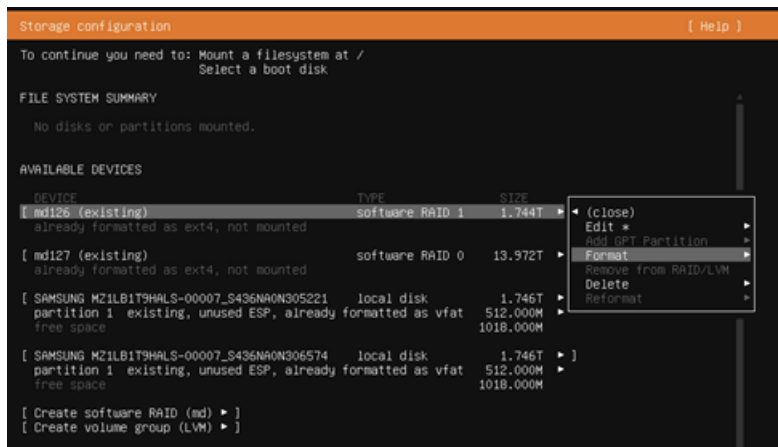 Storage configuration [ Help ]
To continue you need to: Mount a filesystem at /
Select a boot disk
FILE SYSTEM SUMMARY
No disks or partitions mounted.
AVAILABLE DEVICES
DEVICE TYPE SIZE
[ md126 (existing) software RAID 1 1.744T ▸
already formatted as ext4, not mounted
◂ (close)
Edit * ▸
Add GPT Partition ▸
Format ▸
Remove from RAID/LVM
Delete ▸
Reformat ▸
[ md127 (existing) software RAID 0 13.972T ▸
already formatted as ext4, not mounted
[ SAMSUNG MZ1LB1T9HALS-00007_S436NA0N305221 local disk 1.746T ▸
partition 1 existing, unused ESP, already formatted as vfat 512.000M ▸
free space 1018.000M
[ SAMSUNG MZ1LB1T9HALS-00007_S436NA0N306574 local disk 1.746T ▸ ]
partition 1 existing, unused ESP, already formatted as vfat 512.000M ▸
free space 1018.000M
[ Create software RAID (md) ▸ ]
[ Create volume group (LVM) ▸ ]